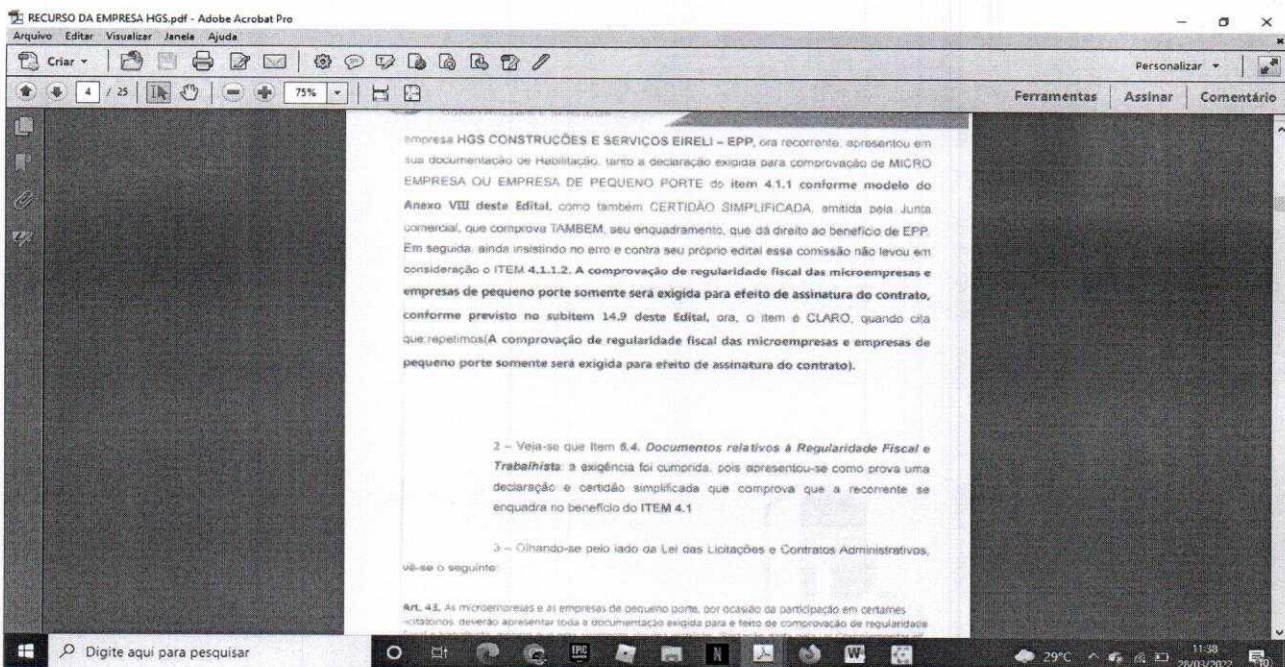 RECURSO DA EMPRESA HGS.pdf - Adobe Acrobat Pro
Arquivo Editar Visualizar Janela Ajuda
Criar Personalizar
4 / 25 75% Ferramentas Assinar Comentário
empresa HGS CONSTRUÇÕES E SERVIÇOS EIRELI – EPP, ora recorrente, apresentou em
sua documentação de Habilitação, tanto a declaração exigida para comprovação de MICRO
EMPRESA OU EMPRESA DE PEQUENO PORTE do item 4.1.1 conforme modelo do
Anexo VIII deste Edital, como também CERTIDÃO SIMPLIFICADA, emitida pela Junta
comercial, que comprova TAMBEM, seu enquadramento, que dá direito ao benefício de EPP.
Em seguida, ainda insistindo no erro e contra seu próprio edital essa comissão não levou em
consideração o ITEM 4.1.1.2. A comprovação de regularidade fiscal das microempresas e
empresas de pequeno porte somente será exigida para efeito de assinatura do contrato,
conforme previsto no subitem 14.9 deste Edital, ora, o item é CLARO, quando cita
que repetimos(A comprovação de regularidade fiscal das microempresas e empresas de
pequeno porte somente será exigida para efeito de assinatura do contrato).
2 – Veja-se que Item 6.4. Documentos relativos à Regularidade Fiscal e
Trabalhista: a exigência foi cumprida, pois apresentou-se como prova uma
declaração e certidão simplificada que comprova que a recorrente se
enquadra no benefício do ITEM 4.1
3 – Olhando-se pelo lado da Lei das Licitações e Contratos Administrativos,
vê-se o seguinte:
Art. 43. As microempresas e as empresas de pequeno porte, por ocasião da participação em certames
licitatórios, deverão apresentar toda a documentação exigida para efeito de comprovação de regularidade
Digite aqui para pesquisar 29°C 11:38
28/03/2022